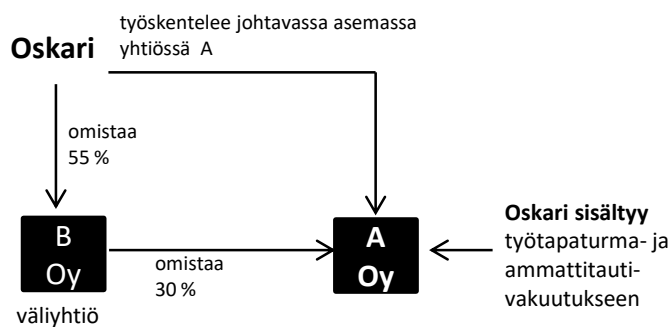 työskentelee johtavassa asemassa
yhtiössä A
Oskari
omistaa
55 %
B
Oy
väliyhtiö
omistaa
30 %
A
Oy
Oskari sisältyy
työtapaturma- ja
ammattitauti-
vakuutukseen